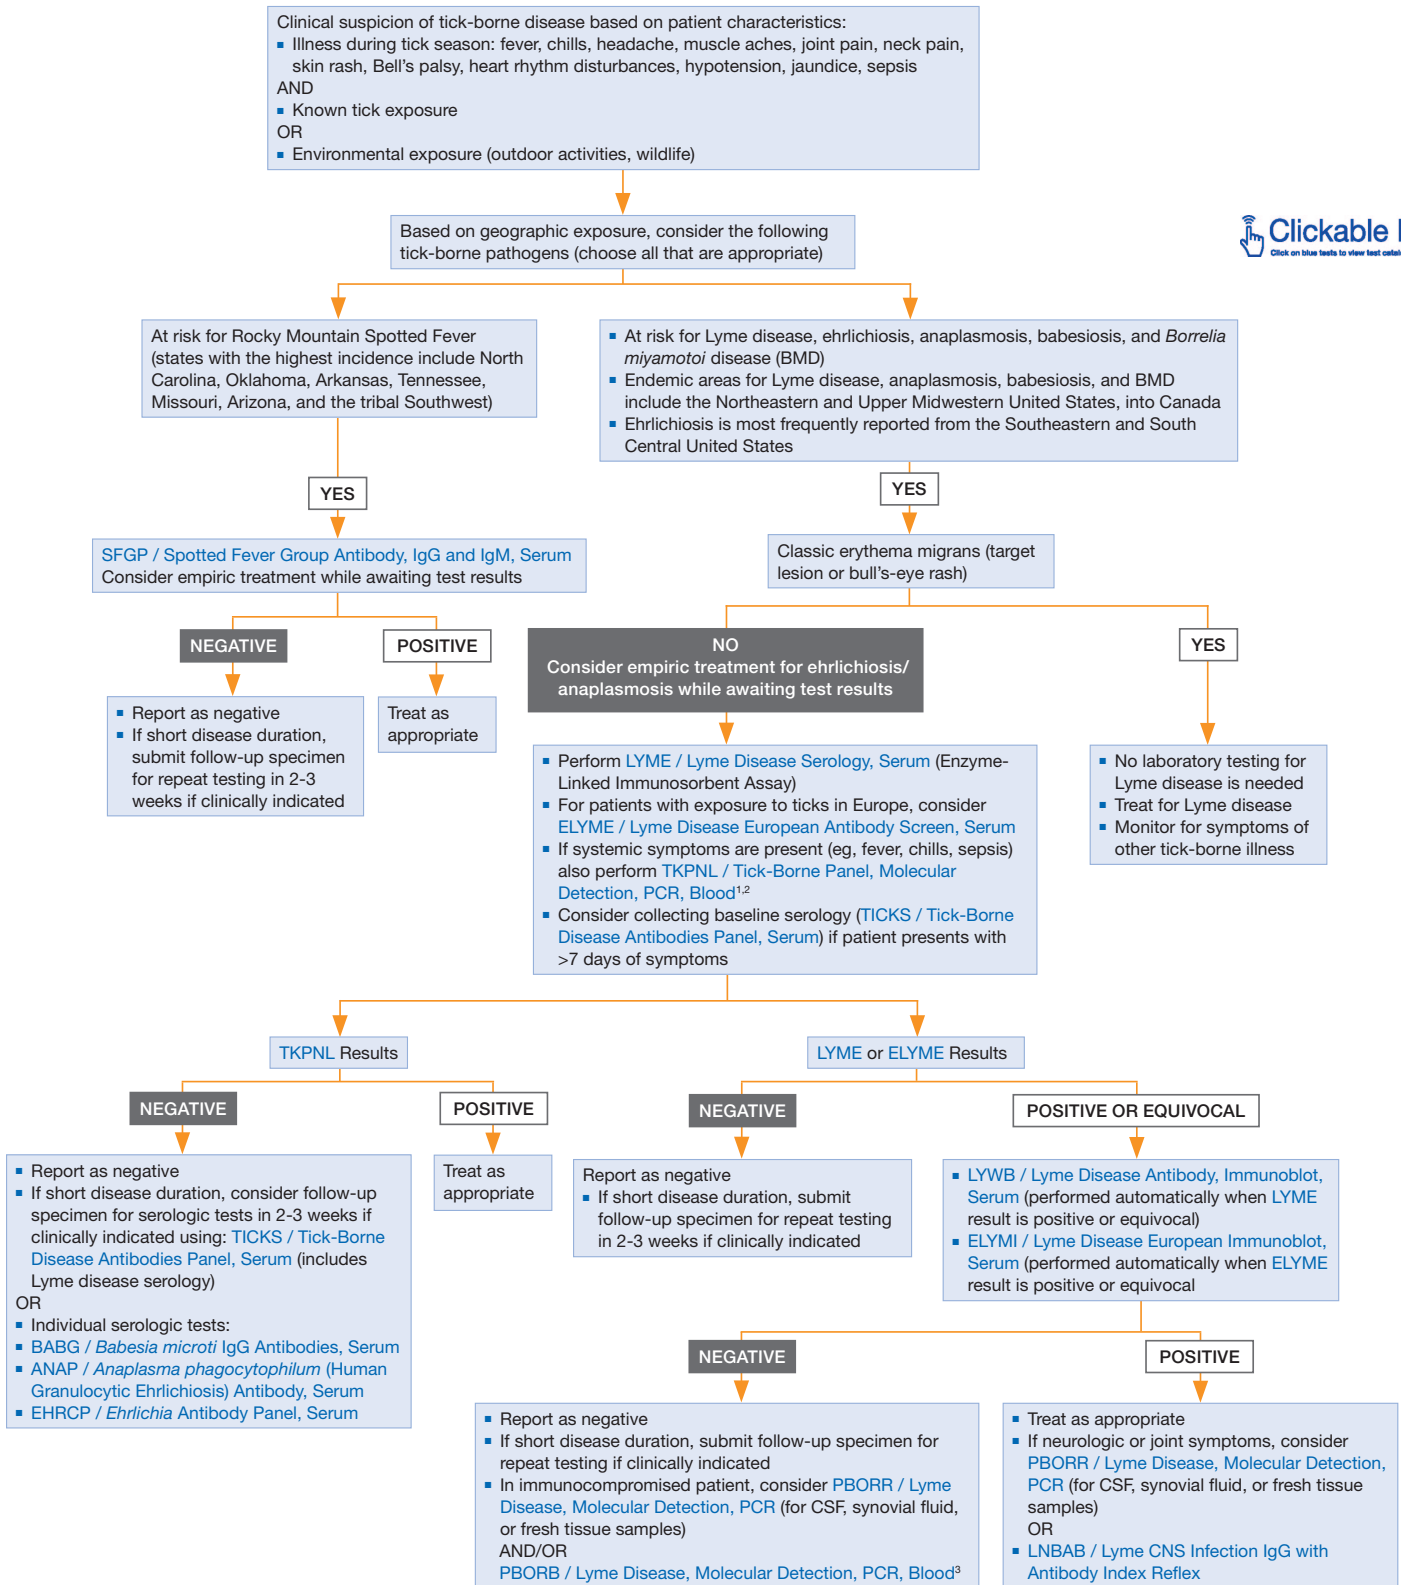 Clinical suspicion of tick-borne disease based on patient characteristics:
▪ Illness during tick season: fever, chills, headache, muscle aches, joint pain, neck pain,
skin rash, Bell’s palsy, heart rhythm disturbances, hypotension, jaundice, sepsis
AND
▪ Known tick exposure
OR
▪ Environmental exposure (outdoor activities, wildlife)
Based on geographic exposure, consider the following
tick-borne pathogens (choose all that are appropriate)
Clickable
Click on blue tests to view test
At risk for Rocky Mountain Spotted Fever
(states with the highest incidence include North
Carolina, Oklahoma, Arkansas, Tennessee,
Missouri, Arizona, and the tribal Southwest)
▪ At risk for Lyme disease, ehrlichiosis, anaplasmosis, babesiosis, and Borrelia
miyamotoi disease (BMD)
▪ Endemic areas for Lyme disease, anaplasmosis, babesiosis, and BMD
include the Northeastern and Upper Midwestern United States, into Canada
▪ Ehrlichiosis is most frequently reported from the Southeastern and South
Central United States
YES
YES
SFGP / Spotted Fever Group Antibody, IgG and IgM, Serum
Consider empiric treatment while awaiting test results
Classic erythema migrans (target
lesion or bull’s-eye rash)
NEGATIVE
POSITIVE
NO
Consider empiric treatment for ehrlichiosis/
anaplasmosis while awaiting test results
YES
▪ Report as negative
▪ If short disease duration,
submit follow-up specimen
for repeat testing in 2-3
weeks if clinically indicated
Treat as
appropriate
▪ Perform LYME / Lyme Disease Serology, Serum (Enzyme-
Linked Immunosorbent Assay)
▪ For patients with exposure to ticks in Europe, consider
ELYME / Lyme Disease European Antibody Screen, Serum
▪ If systemic symptoms are present (eg, fever, chills, sepsis)
also perform TKPNL / Tick-Borne Panel, Molecular
Detection, PCR, Blood1,2
▪ Consider collecting baseline serology (TICKS / Tick-Borne
Disease Antibodies Panel, Serum) if patient presents with
>7 days of symptoms
▪ No laboratory testing for
Lyme disease is needed
▪ Treat for Lyme disease
▪ Monitor for symptoms of
other tick-borne illness
TKPNL Results
LYME or ELYME Results
NEGATIVE
POSITIVE
NEGATIVE
POSITIVE OR EQUIVOCAL
▪ Report as negative
▪ If short disease duration, consider follow-up
specimen for serologic tests in 2-3 weeks if
clinically indicated using: TICKS / Tick-Borne
Disease Antibodies Panel, Serum (includes
Lyme disease serology)
OR
▪ Individual serologic tests:
▪ BABG / Babesia microti IgG Antibodies, Serum
▪ ANAP / Anaplasma phagocytophilum (Human
Granulocytic Ehrlichiosis) Antibody, Serum
▪ EHRCP / Ehrlichia Antibody Panel, Serum
Treat as
appropriate
Report as negative
▪ If short disease duration, submit
follow-up specimen for repeat testing
in 2-3 weeks if clinically indicated
▪ LYWB / Lyme Disease Antibody, Immunoblot,
Serum (performed automatically when LYME
result is positive or equivocal)
▪ ELYMI / Lyme Disease European Immunoblot,
Serum (performed automatically when ELYME
result is positive or equivocal
NEGATIVE
POSITIVE
▪ Report as negative
▪ If short disease duration, submit follow-up specimen for
repeat testing if clinically indicated
▪ In immunocompromised patient, consider PBORR / Lyme
Disease, Molecular Detection, PCR (for CSF, synovial fluid,
or fresh tissue samples)
AND/OR
PBORB / Lyme Disease, Molecular Detection, PCR, Blood3
▪ Treat as appropriate
▪ If neurologic or joint symptoms, consider
PBORR / Lyme Disease, Molecular Detection,
PCR (for CSF, synovial fluid, or fresh tissue
samples)
OR
▪ LNBAB / Lyme CNS Infection IgG with
Antibody Index Reflex